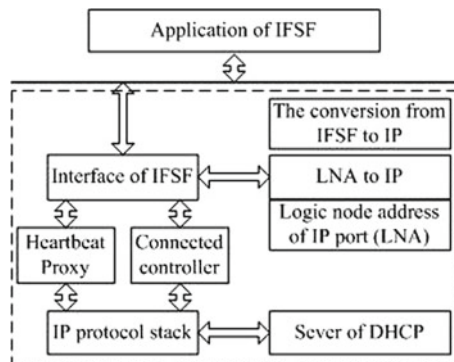 Application of IFSF
The conversion from
IFSF to IP
Interface of IFSF
LNA to IP
Logic node address
of IP port (LNA)
Heartbeat
Proxy
Connected
controller
IP protocol stack
Sever of DHCP